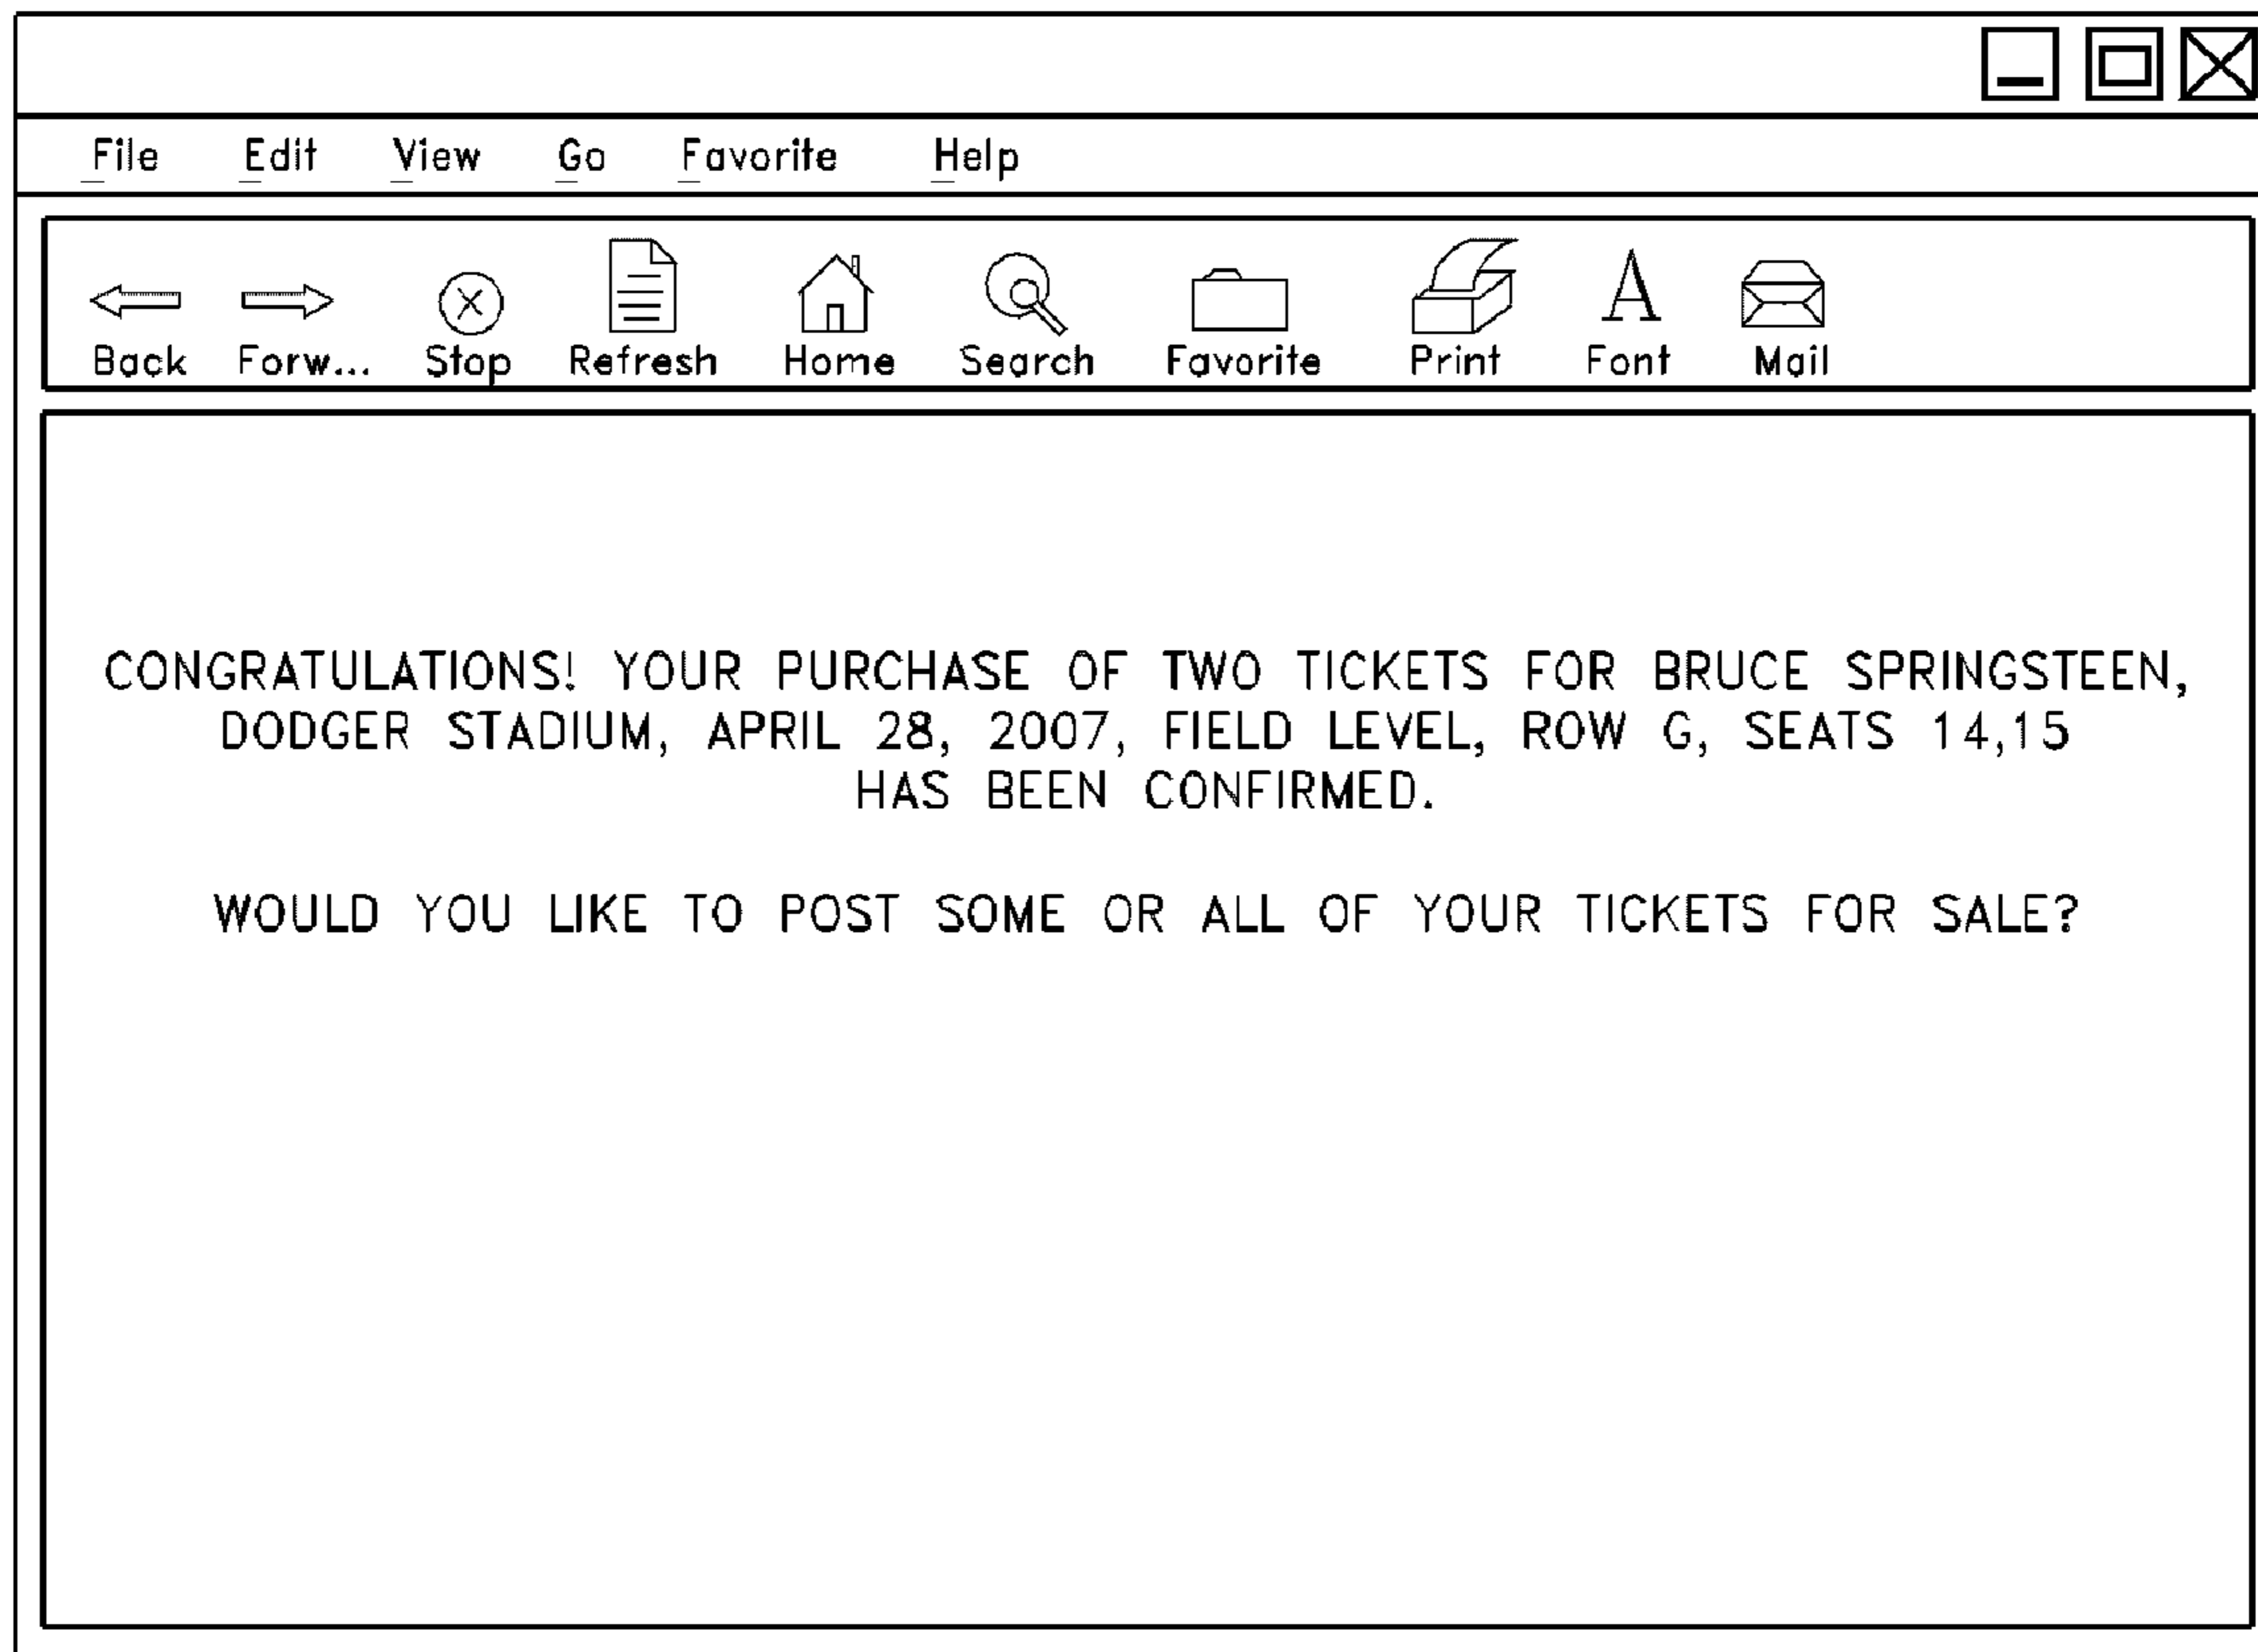 File Edit View Go Favorite Help
Back Forw... Stop Refresh Home Search Favorite Print Font Mail
CONGRATULATIONS! YOUR PURCHASE OF TWO TICKETS FOR BRUCE SPRINGSTEEN,
DODGER STADIUM, APRIL 28, 2007, FIELD LEVEL, ROW G, SEATS 14,15
HAS BEEN CONFIRMED.
WOULD YOU LIKE TO POST SOME OR ALL OF YOUR TICKETS FOR SALE?